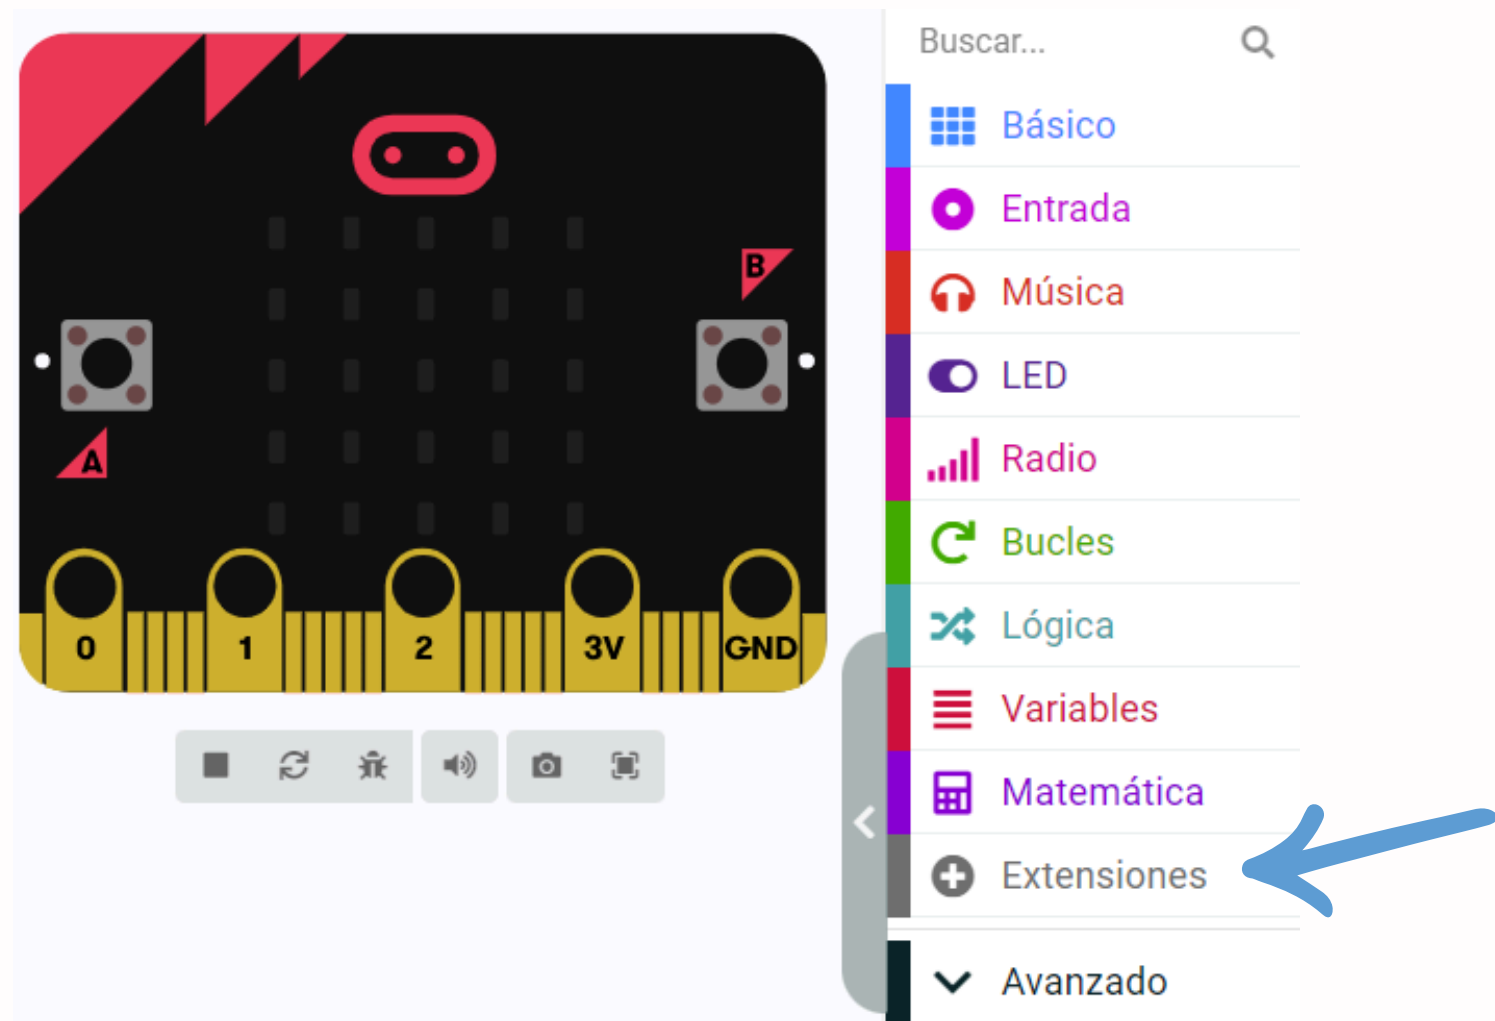 B
A
0
1
2
3V
GND
Buscar...
Básico
Entrada
Música
LED
Radio
Bucles
Lógica
Variables
Matemática
Extensiones
Avanzado